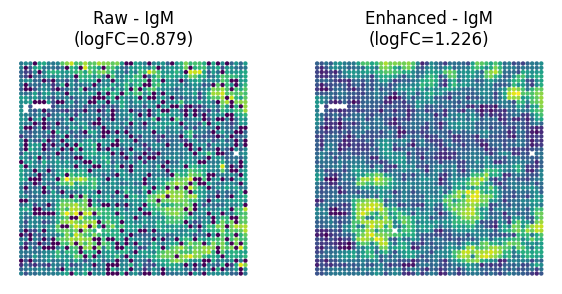 Raw - IgM
(logFC=0.879)
Enhanced - IgM
(logFC=1.226)